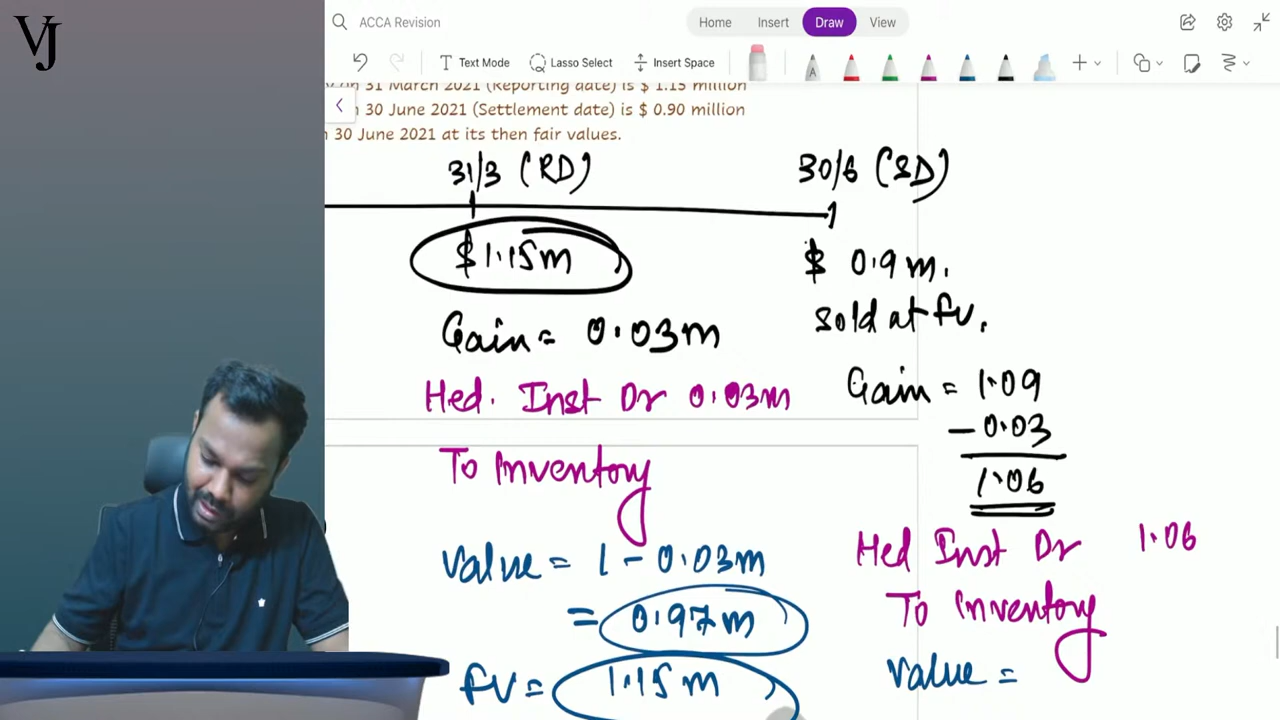 VJ
ACCA Revision
Home Insert Draw View
Text Mode Lasso Select Insert Space
on 31 March 2021 (Reporting date) is $ 1.15 million
30 June 2021 (Settlement date) is $ 0.90 million
30 June 2021 at its then fair values.
31/3 (RD) 30/6 (SD)
$1.15m $ 0.9m.
sold at fv.
Gain = 0.03m
Gain = 1.09
- 0.03
1.06
Hed. Inst Dr 0.03m
To Inventory
Hed Inst Dr 1.06
To Inventory
Value = 1 - 0.03m
= 0.97m
fv = 1.15m
Value =